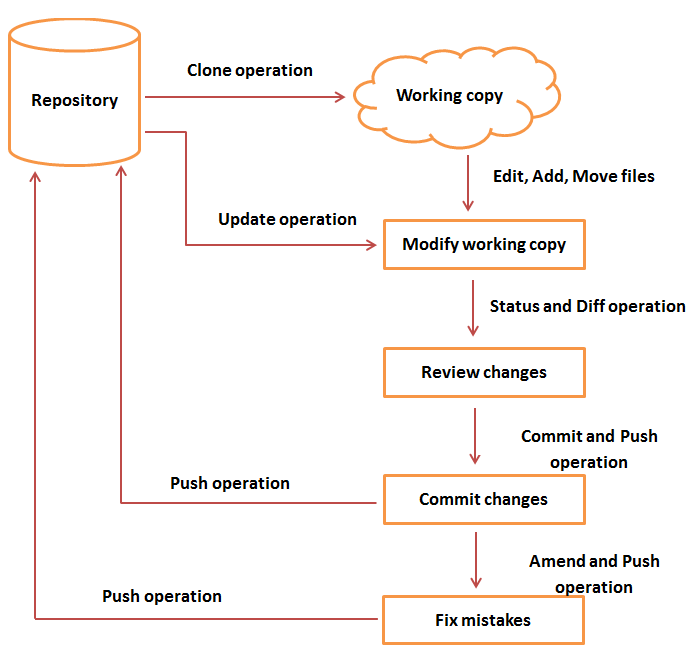 Clone operation
Repository
Working copy
Edit, Add, Move files
Update operation
Modify working copy
Status and Diff operation
Review changes
Commit and Push
operation
Push operation
Commit changes
Amend and Push
operation
Push operation
Fix mistakes